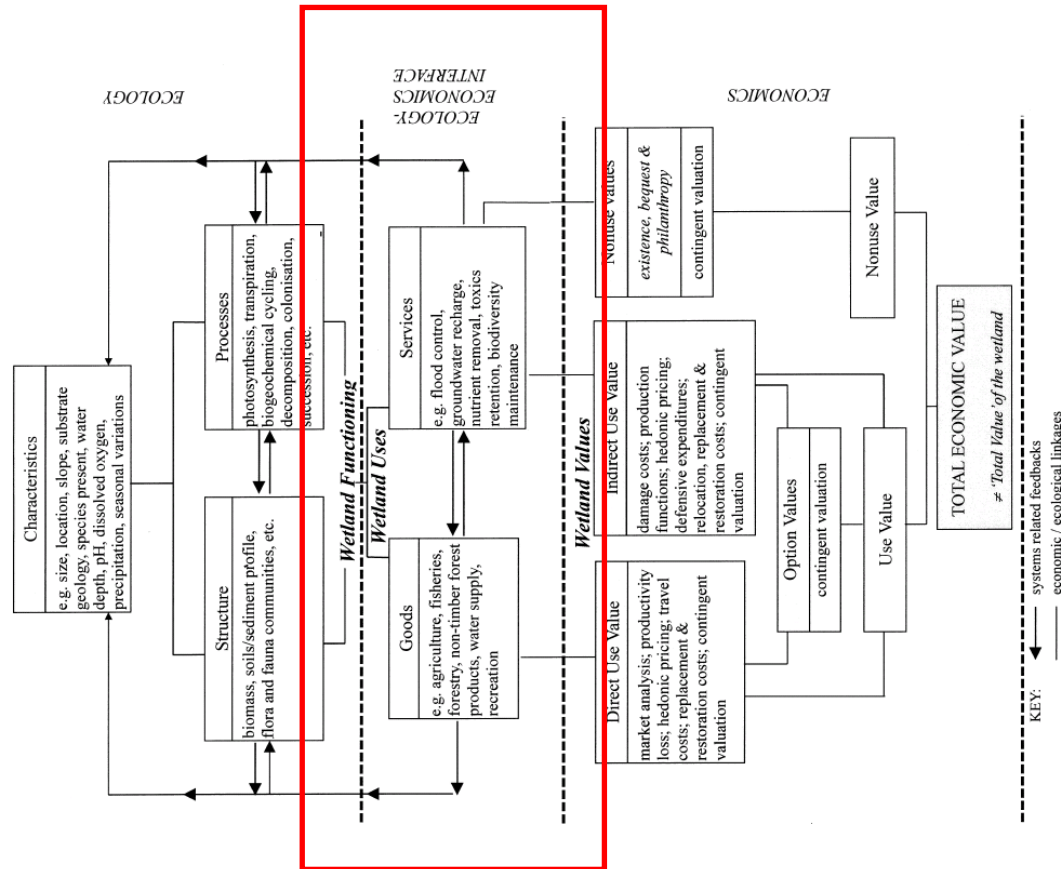 ECOLOGY
Characteristics
e.g. size, location, slope, substrate
geology, species present, water
depth, pH, dissolved oxygen,
precipitation, seasonal variations
Structure
biomass, soils/sediment profile,
flora and fauna communities, etc.
Processes
photosynthesis, transpiration,
biogeochemical cycling,
decomposition, colonisation,
succession, etc.
Wetland Functioning
ECOLOGY-
ECONOMICS
INTERFACE
Wetland Uses
Goods
e.g. agriculture, fisheries,
forestry, non-timber forest
products, water supply,
recreation
Services
e.g. flood control,
groundwater recharge,
nutrient removal, toxics
retention, biodiversity
maintenance
Wetland Values
ECONOMICS
Direct Use Value
market analysis; productivity
loss; hedonic pricing; travel
costs; replacement &
restoration costs; contingent
valuation
Indirect Use Value
damage costs; production
functions; hedonic pricing;
defensive expenditures;
relocation, replacement &
restoration costs; contingent
valuation
Nonuse Values
existence, bequest &
philanthropy
contingent valuation
Option Values
contingent valuation
Use Value
Nonuse Value
TOTAL ECONOMIC VALUE
≠ 'Total Value' of the wetland
KEY:
systems related feedbacks
economic / ecological linkages